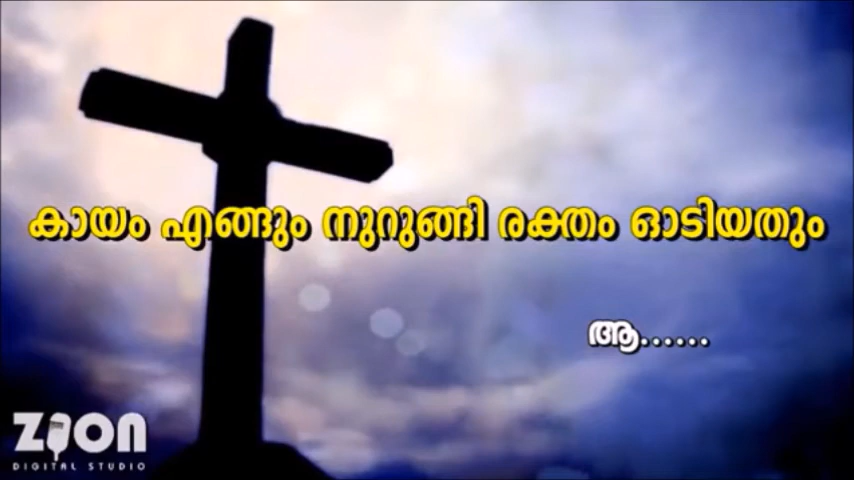 കായം എങ്ങും നുറുങ്ങി രക്തം ഓടിയതും
ആ......
ZION
DIGITAL STUDIO